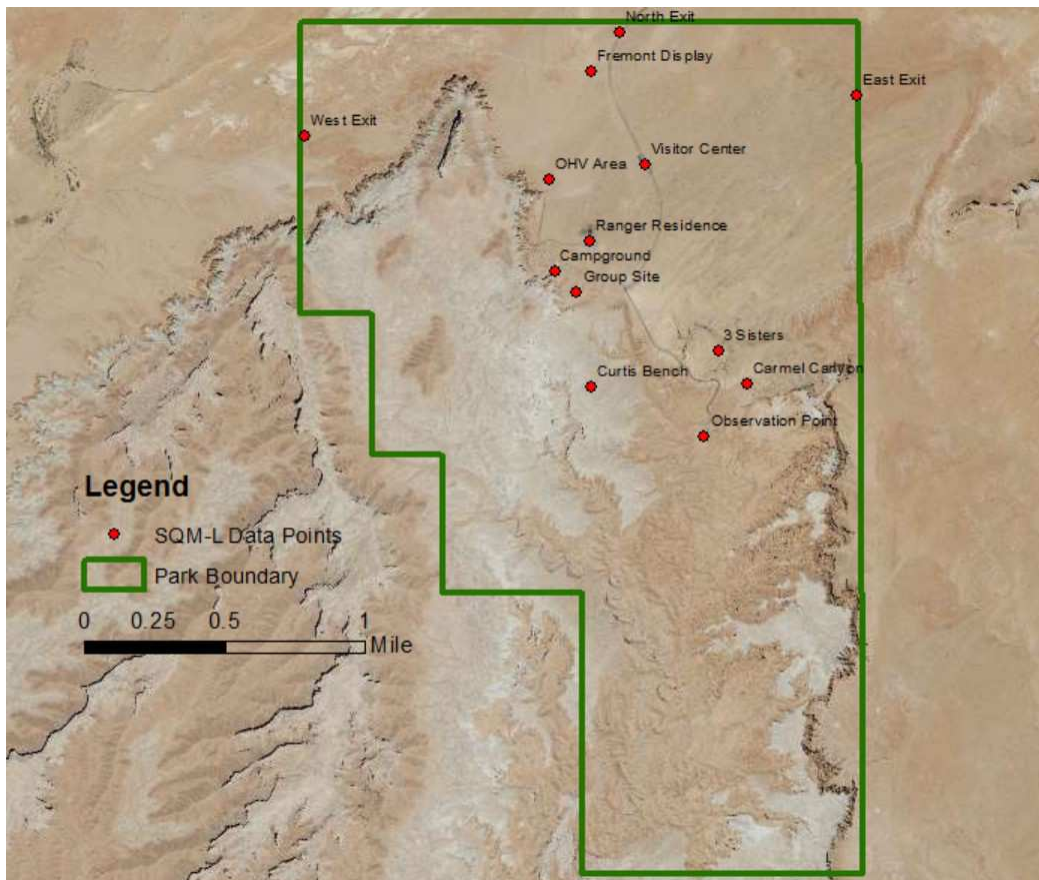 North Exit
Fremont Display
East Exit
West Exit
Visitor Center
OHV Area
Ranger Residence
Campground
Group Site
3 Sisters
Curtis Bench
Carmel Canyon
Observation Point
Legend
SQM-L Data Points
Park Boundary
0 0.25 0.5 1
Mile